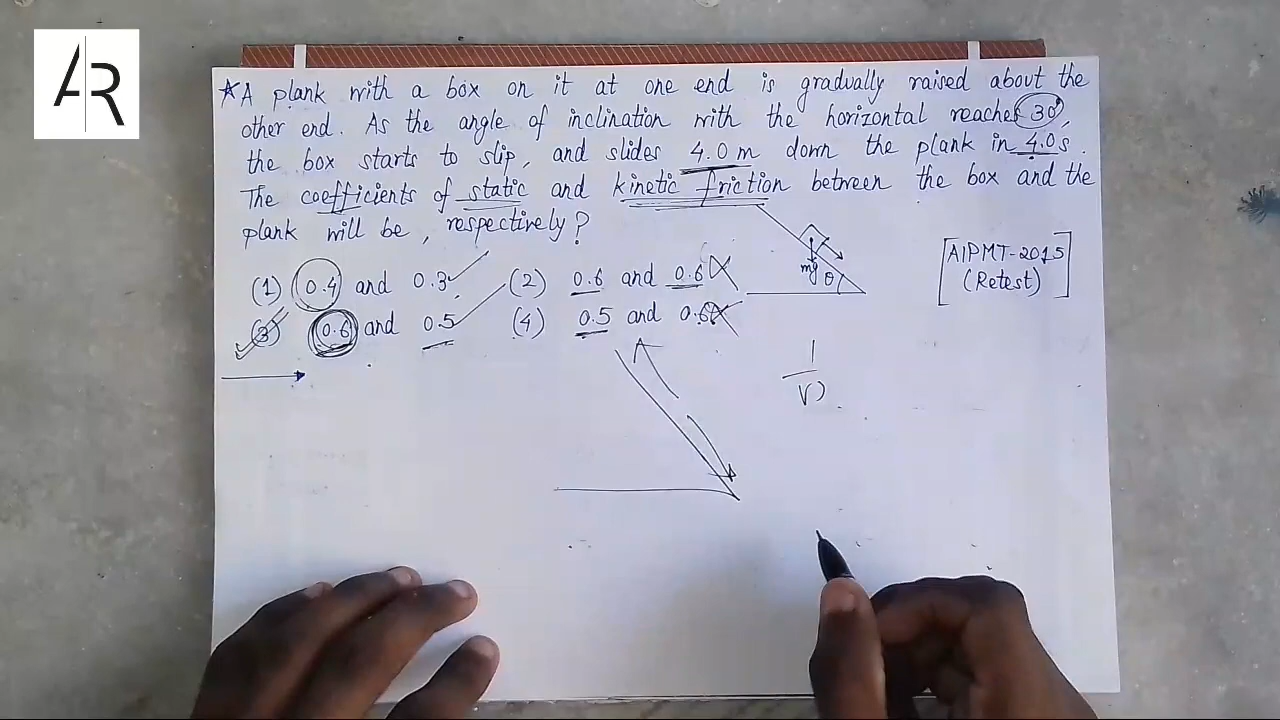 AR
★A plank with a box on it at one end is gradually raised about the
other end. As the angle of inclination with the horizontal reaches 30°,
the box starts to slip, and slides 4.0 m down the plank in 4.0s.
The coefficients of static and kinetic friction between the box and the
plank will be, respectively?
mg θ
[AIPMT-2015
(Retest)]
(1) 0.4 and 0.3 (2) 0.6 and 0.6
(3) 0.6 and 0.5 (4) 0.5 and 0.6
1